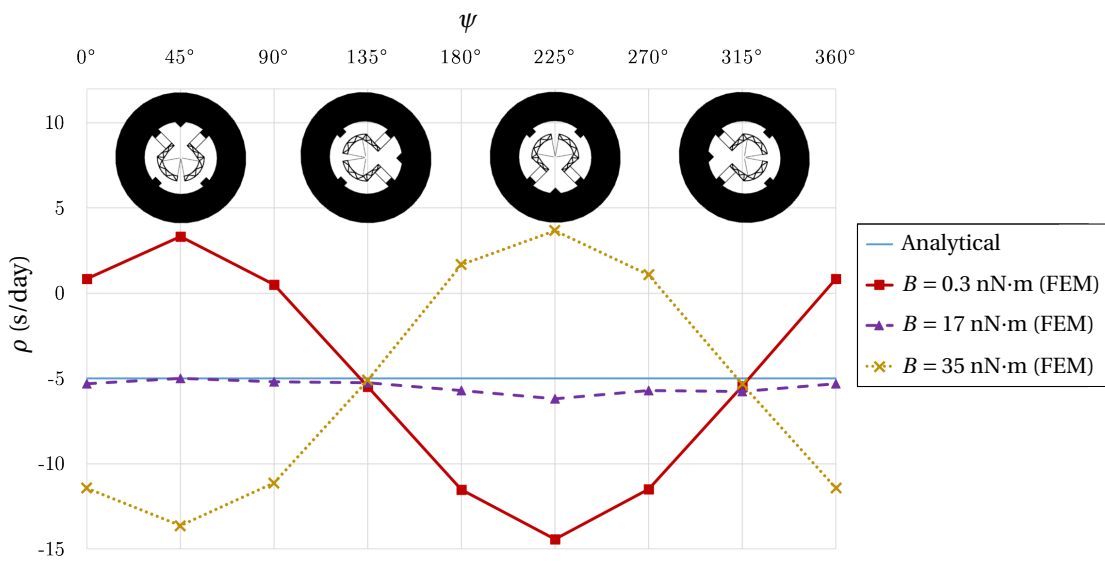 ψ
0° 45° 90° 135° 180° 225° 270° 315° 360°
10
5
0
-5
-10
-15
ρ (s/day)
Analytical
B = 0.3 nN·m (FEM)
B = 17 nN·m (FEM)
B = 35 nN·m (FEM)